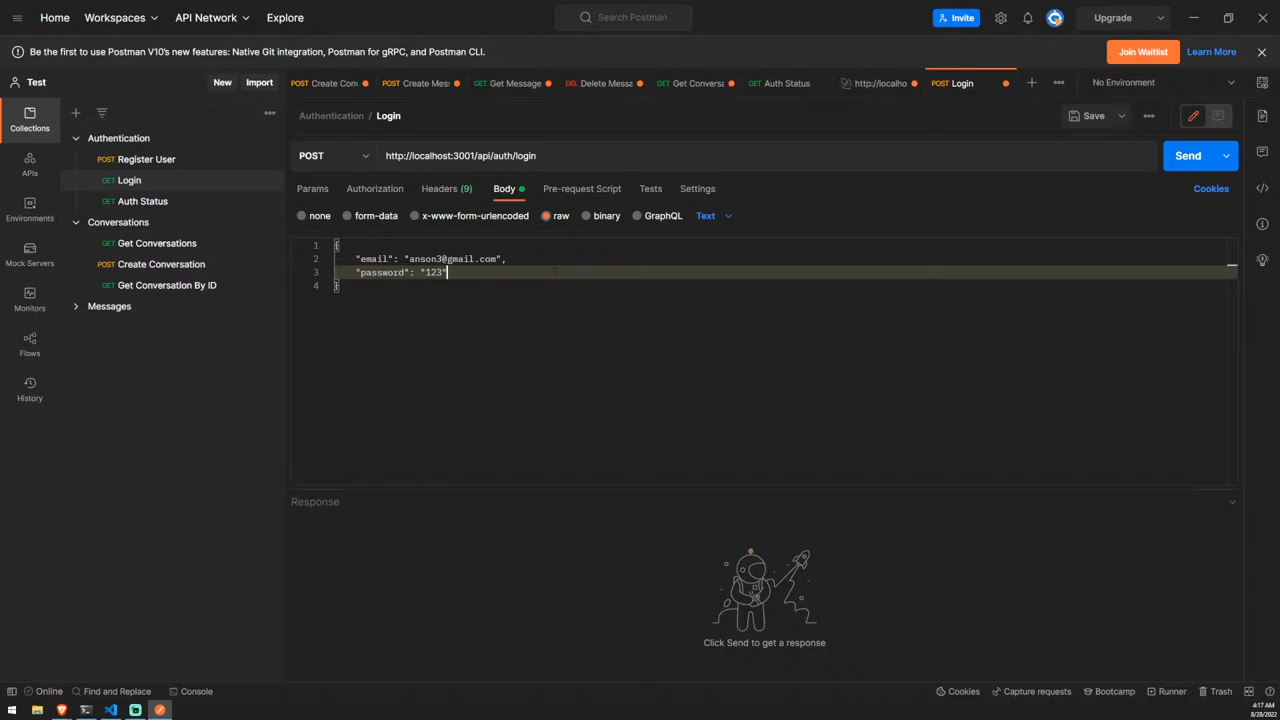 Home Workspaces API Network Explore Search Postman Invite Upgrade
Be the first to use Postman V10's new features: Native Git integration, Postman for gRPC, and Postman CLI. Join Waitlist Learn More
Test New Import POST Create Con POST Create Mess GET Get Message DEL Delete Messa GET Get Conversa GET Auth Status http://localho POST Login No Environment
Collections
APIs
Environments
Mock Servers
Monitors
Flows
History
Authentication
POST Register User
GET Login
GET Auth Status
Conversations
GET Get Conversations
POST Create Conversation
GET Get Conversation By ID
Messages
Authentication / Login Save
POST http://localhost:3001/api/auth/login Send
Params Authorization Headers (9) Body Pre-request Script Tests Settings Cookies
none form-data x-www-form-urlencoded raw binary GraphQL Text
1 {
2 "email": "anson3@gmail.com",
3 "password": "123"
4 }
Response
Click Send to get a response
Online Find and Replace Console Cookies Capture requests Bootcamp Runner Trash
4:17 AM
8/28/2022